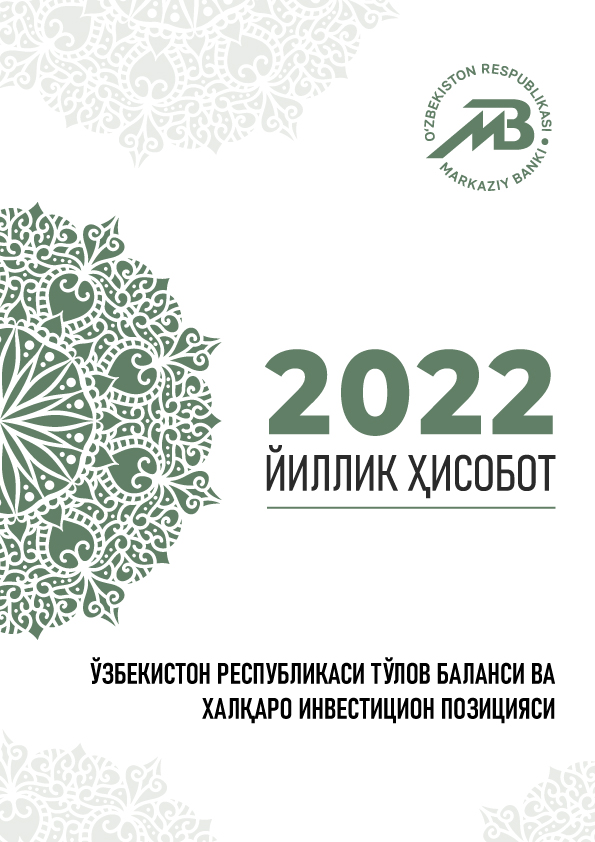 O‘ZBEKISTON RESPUBLIKASI
MARKAZIY BANKI
2022
ЙИЛЛИК ҲИСОБОТ
ЎЗБЕКИСТОН РЕСПУБЛИКАСИ ТЎЛОВ БАЛАНСИ ВА
ХАЛҚАРО ИНВЕСТИЦИОН ПОЗИЦИЯСИ